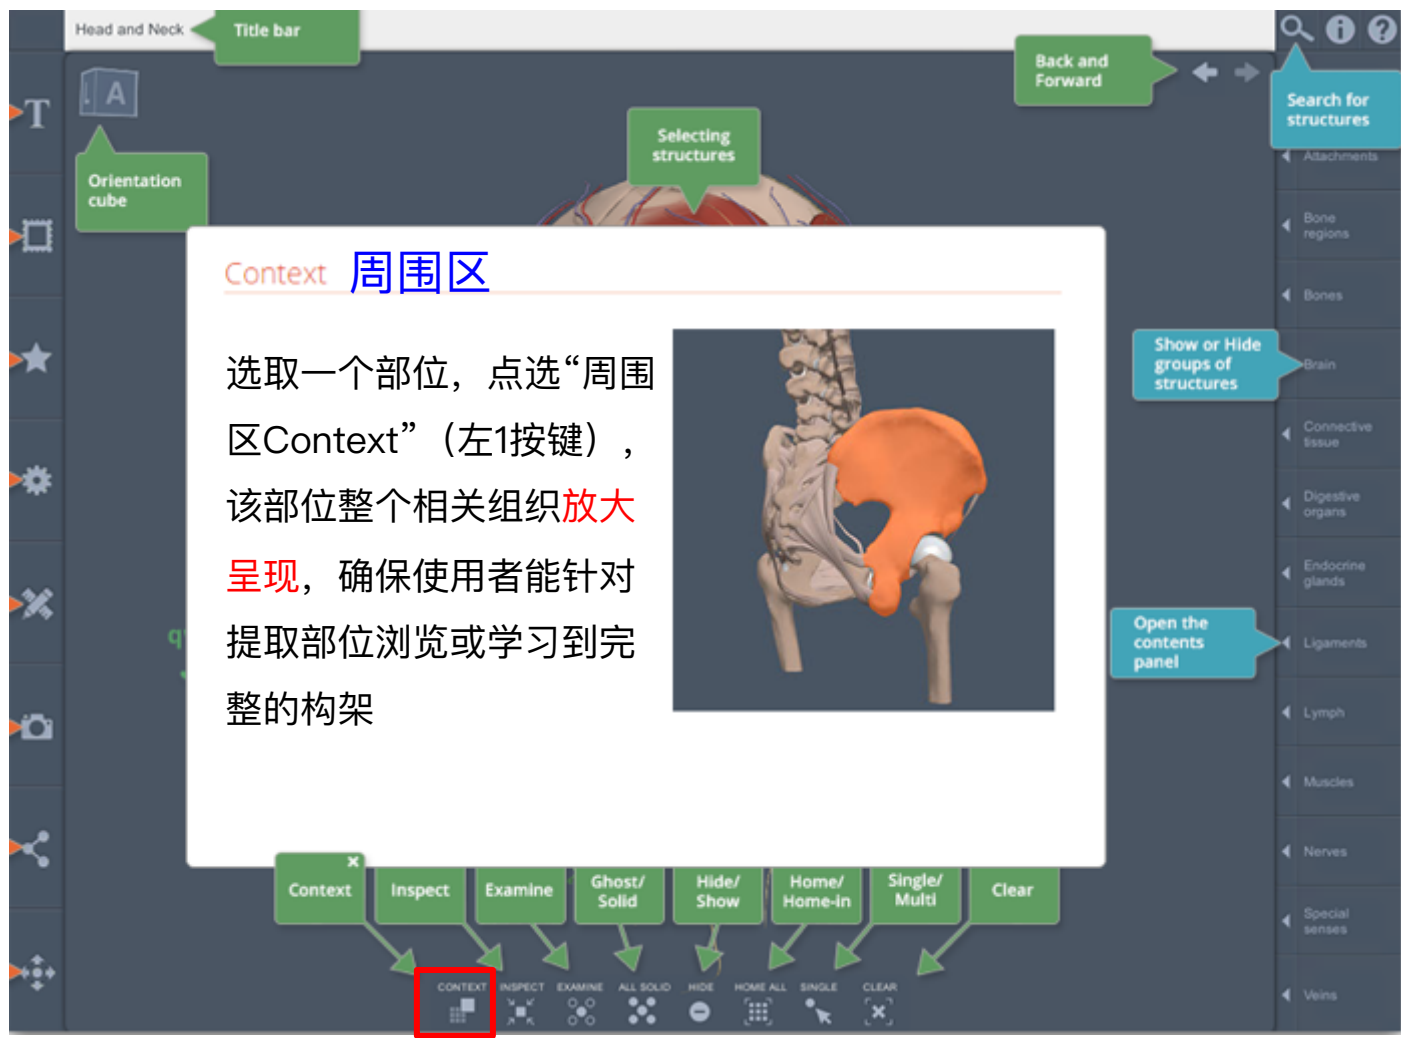 Head and Neck
Title bar
Back and
Forward
Search for
structures
A
Orientation
cube
Selecting
structures
Attachments
Bone
regions
Bones
Show or Hide
groups of
structures
Brain
Connective
tissue
Digestive
organs
Endocrine
glands
Open the
contents
panel
Ligaments
Lymph
Muscles
Nerves
Special
senses
Veins
T
Context 周围区
选取一个部位，点选“周围
区Context”（左1按键），
该部位整个相关组织放大
呈现，确保使用者能针对
提取部位浏览或学习到完
整的构架
Context
Inspect
Examine
Ghost/
Solid
Hide/
Show
Home/
Home-in
Single/
Multi
Clear
CONTEXT
INSPECT
EXAMINE
ALL SOLID
HIDE
HOME ALL
SINGLE
CLEAR